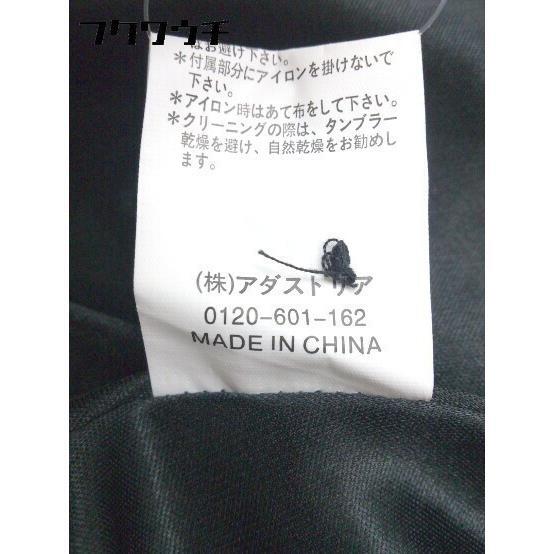 フクウウチ
はお避け下さい。
*付属部分にアイロンを掛けないで
下さい。
*アイロン時はあて布をして下さい。
*クリーニングの際は、タンブラー
乾燥を避け、自然乾燥をお勧めし
ます。
(株)アダストリア
0120-601-162
MADE IN CHINA